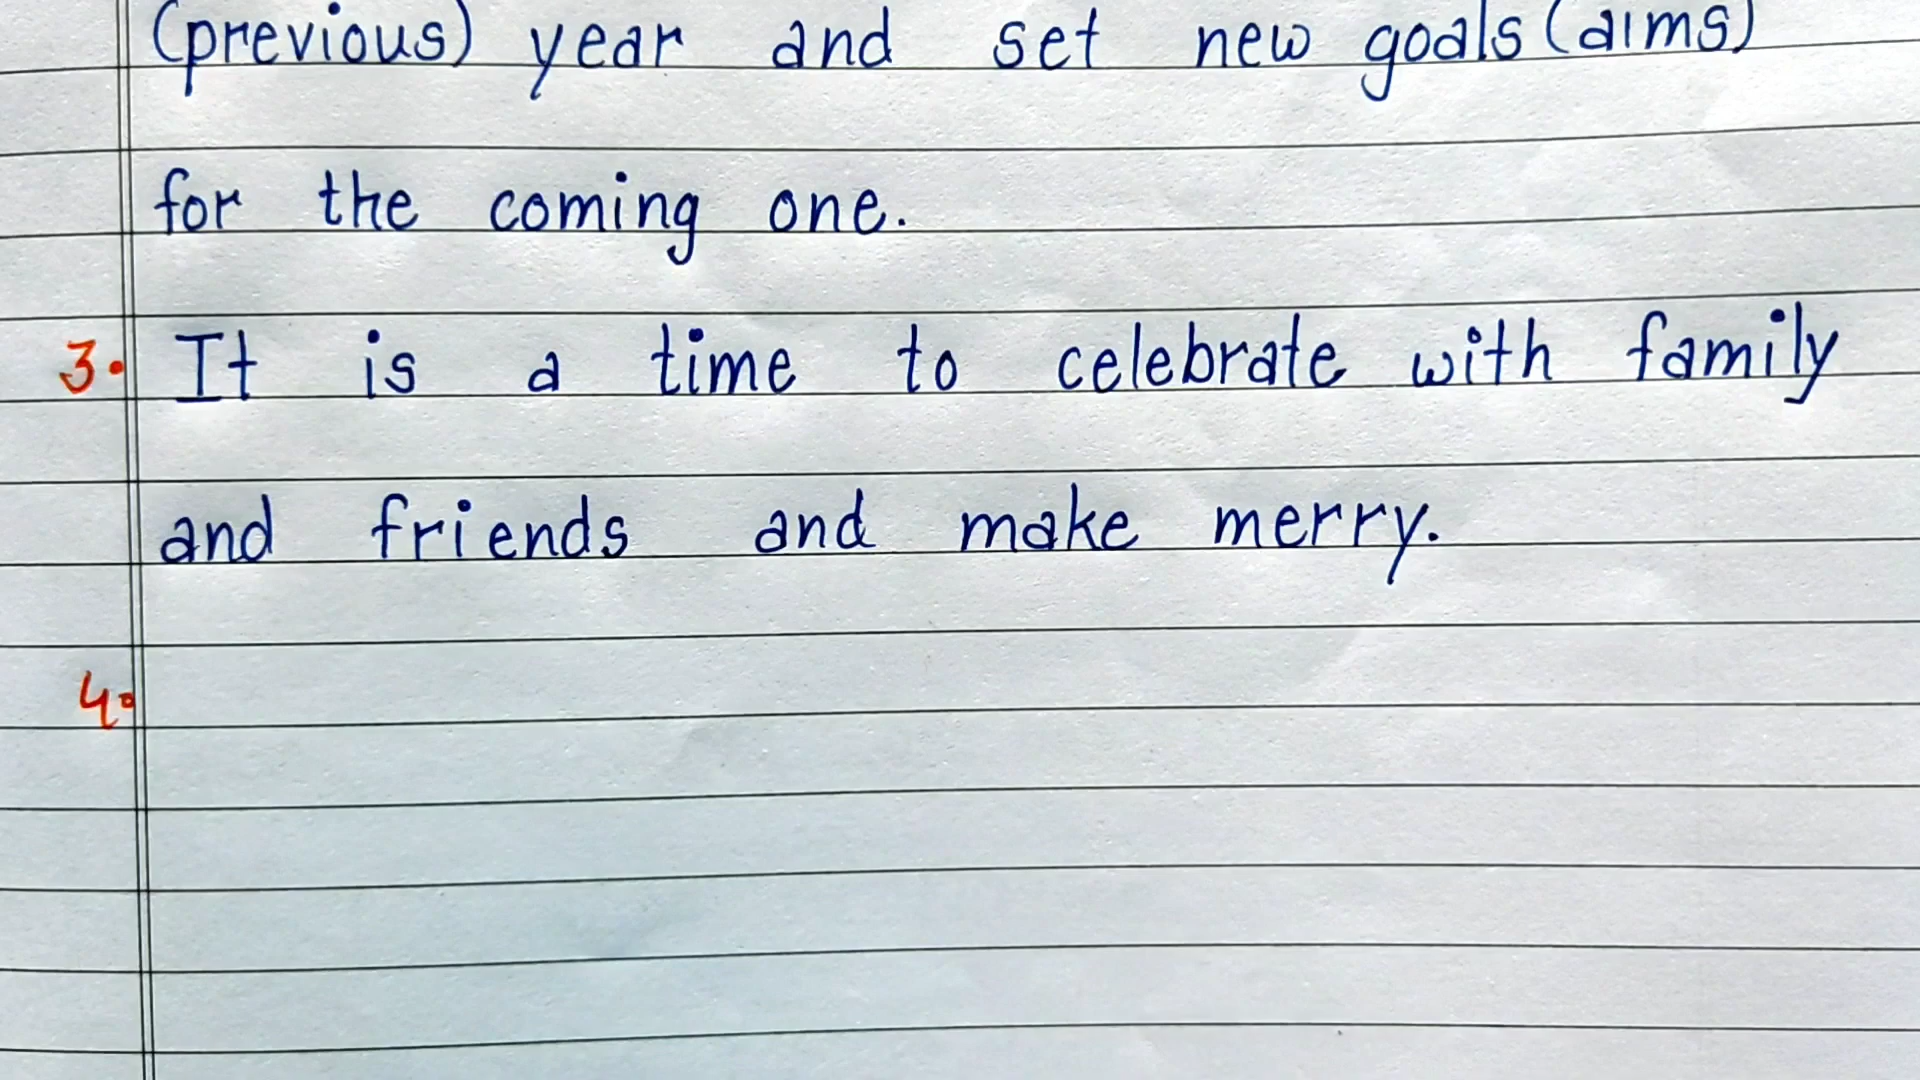 (previous) year and set new goals (aims)
for the coming one.
3. It is a time to celebrate with family
and friends and make merry.
4.